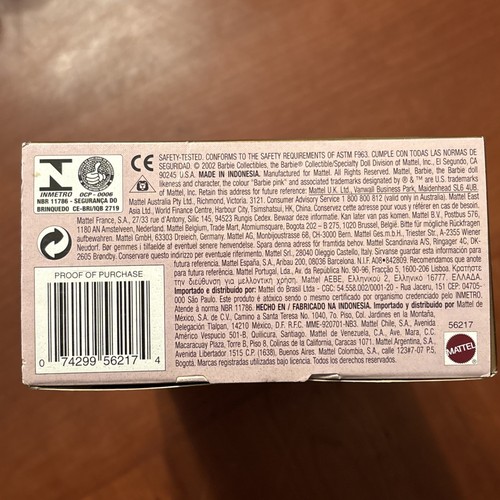 N
INMETRO
OCP - 0006
NBR 11786 - SEGURANÇA DO
BRINQUEDO CE-BRI/IQB 2719
CE SAFETY-TESTED. CONFORMS TO THE SAFETY REQUIREMENTS OF ASTM F963. CUMPLE CON TODAS LAS NORMAS DE
SEGURIDAD. © 2002 Barbie Collectibles, the Barbie® Collectible/Specialty Doll Division of Mattel, Inc., El Segundo, CA
90245 U.S.A. MADE IN INDONESIA. Manufactured for Mattel. All Rights Reserved. Mattel, Barbie, the Barbie doll
likeness and character, the colour "Barbie pink" and associated trademarks designated by ® & ™ are U.S. trademarks
of Mattel, Inc. Retain this address for future reference: Mattel U.K. Ltd., Vanwall Business Park, Maidenhead SL6 4UB.
Mattel Australia Pty Ltd., Richmond, Victoria. 3121. Consumer Advisory Service 1 800 800 812 (valid only in Australia). Mattel East
Asia Ltd., World Finance Centre, Harbour City, Tsimshatsui, HK, China. Conserver ces informations pour s'y référer en cas de besoin.
Mattel France, S.A., 27/33 rue d'Antony, Silic 145, 94523 Rungis Cedex. Bewaar deze informatie. Kan later van pas komen. Mattel B.V., Postbus 576,
1180 AN Amstelveen, Nederland. Mattel Belgium, Trade Mart, Atomiumsquare, Bogota 202 – B 275, 1020 Brussel, België. Bitte für mögliche Rückfragen
aufbewahren. Mattel GmbH, 63303 Dreieich, Germany. Mattel AG, Monbijoustrasse 68, CH-3000 Bern. Mattel Ges.m.b.H., Triester Str. A-2355 Wiener
Neudorf. Bør gemmes / I tilfælde af eventuel senere henvendelse. Spara denna adress för framtida behov. Mattel Scandinavia A/S, Ringager 4C, DK-
2605 Brøndby. Conservare questo indirizzo per eventuale riferimento. Mattel Srl., 28040 Oleggio Castello, Italy. Sirvanse guardar esta información para
futura referencia. Mattel España, S.A., Aribau 200, 08036 Barcelona. N.I.F. A08-842809. Recomendamos que anote
para futura referência. Mattel Portugal, Lda., Av. da República No. 90-96, Fracção 5, 1600-206 Lisboa. Κρατήστε
την διεύθυνση για μελλοντική χρήση. Mattel AEBE, Ελληνικού 2, Ελληνικό 16777, ΕΛΛΑΔΑ.
Importado e distribuido por: Mattel do Brasil Ltda - CGC: 54.558.002/0001-20 - Rua Jaceru, 151 CEP: 04705-
000 São Paulo. Este produto atóxico é o mesmo certificado por organismo credenciado pelo INMETRO.
Atende à norma NBR 11786. HECHO EN / FABRICADO NA INDONESIA. Importado y distribuido por: Mattel de
México, S.A. de C.V., Camino a Santa Teresa No. 1040, 7o. Piso, Col. Jardines en la Montaña,
Delegación Tlalpan, 14210 México, D.F. R.F.C. MME-920701-NB3. Mattel Chile, S.A., Avenida
Américo Vespucio 501-B, Quilicura, Santiago. Mattel de Venezuela, C.A., Ave. Mara, C.C.
Macaracuay Plaza, Torre B, Piso 8, Colinas de la California, Caracas 1071. Mattel Argentina, S.A.,
Avenida Libertador 1515 C.P. (1638), Buenos Aires. Mattel Colombia, S.A., calle 123#7-07 P.5,
Bogotá. Marcas registradas utilizadas bajo licencia. Todos los derechos reservados.
PROOF OF PURCHASE
0 74299 56217 4
56217
MATTEL